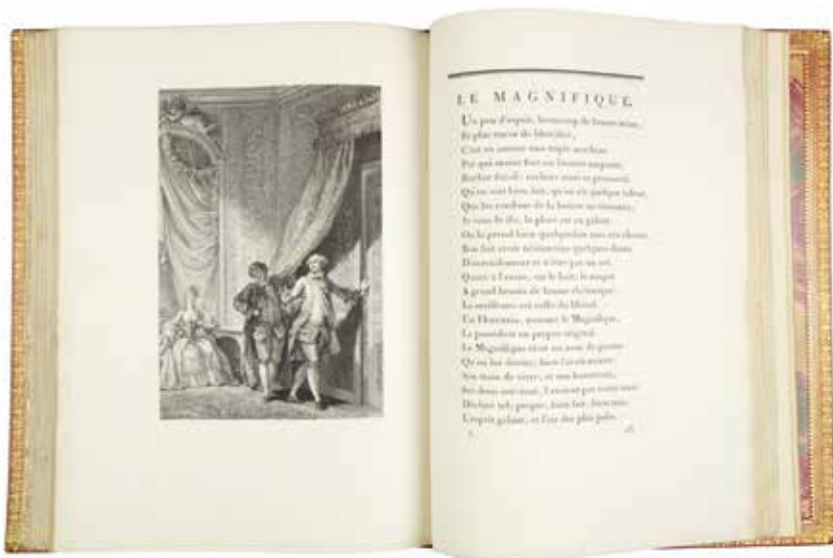 LE MAGNIFIQUE.
Un peu d'esprit, beaucoup de bonne mine,
Et plus encor de libéralité,
C'est en amour une triple machine
Par qui maint fort est bientôt emporté,
Rocher fût-il: rochers aussi se prennent.
Qu'on soit bien fait, qu'on ait quelque talent,
Que les cordons de la bourse ne tiennent,
Je vous le dis, la place est au galant.
On la prend bien quelquefois sans ces choses.
Bon fait avoir néanmoins quelques doses
D'entendement et n'être pas un sot.
Quant à l'avare, on le hait; le magot
A grand besoin de bonne rhétorique:
La meilleure est celle du libéral.
Un Florentin, nommé le Magnifique,
La possédoit en propre original.
Le Magnifique étoit un nom de guerre
Qu'on lui donna; bien l'avoit mérité:
Son train de vivre, et son honnêteté,
Ses dons sur-tout, l'avoient par toute terre
Déclaré tel; propre, bien fait, bien mis,
L'esprit galant, et l'air des plus polis.